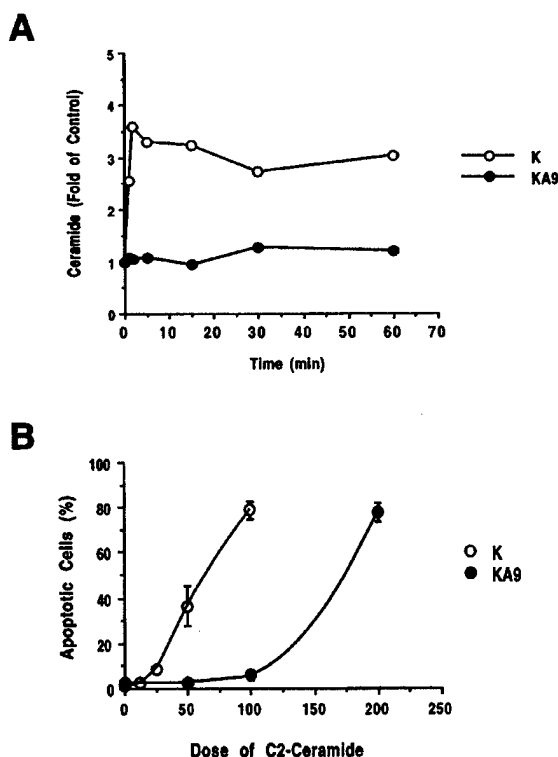 A
Ceramide (Fold of Control)
5
4
3
2
1
0
0 10 20 30 40 50 60 70
Time (min)
K
KA9
B
Apoptotic Cells (%)
100
80
60
40
20
0
0 50 100 150 200 250
Dose of C2-Ceramide
K
KA9